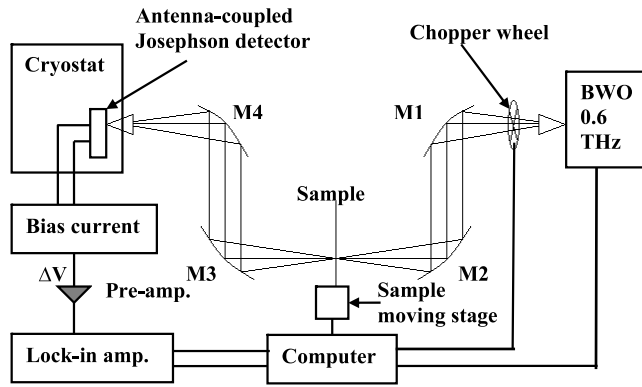 Antenna-coupled
Josephson detector
Cryostat
Chopper wheel
M4
M1
BWO
0.6
THz
Sample
Bias current
M3
M2
ΔV
Pre-amp.
Sample
moving stage
Lock-in amp.
Computer